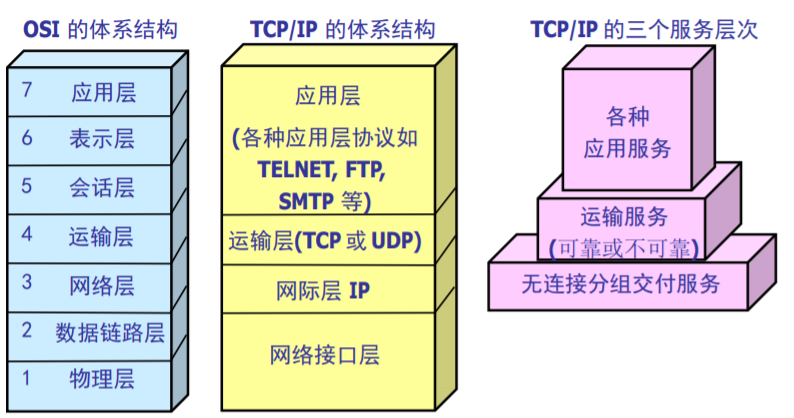 OSI 的体系结构
7 应用层
6 表示层
5 会话层
4 运输层
3 网络层
2 数据链路层
1 物理层
TCP/IP 的体系结构
应用层
(各种应用层协议如
TELNET, FTP,
SMTP 等)
运输层(TCP 或 UDP)
网际层 IP
网络接口层
TCP/IP 的三个服务层次
各种
应用服务
运输服务
(可靠或不可靠)
无连接分组交付服务